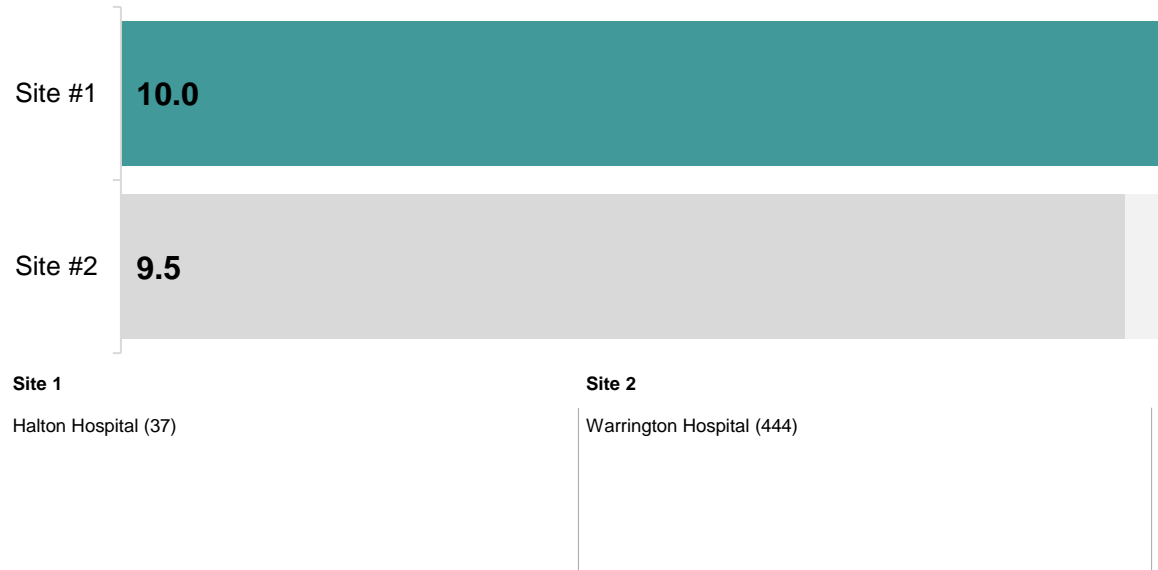 Site #1 10.0
Site #2 9.5
Site 1 Site 2
Halton Hospital (37) Warrington Hospital (444)